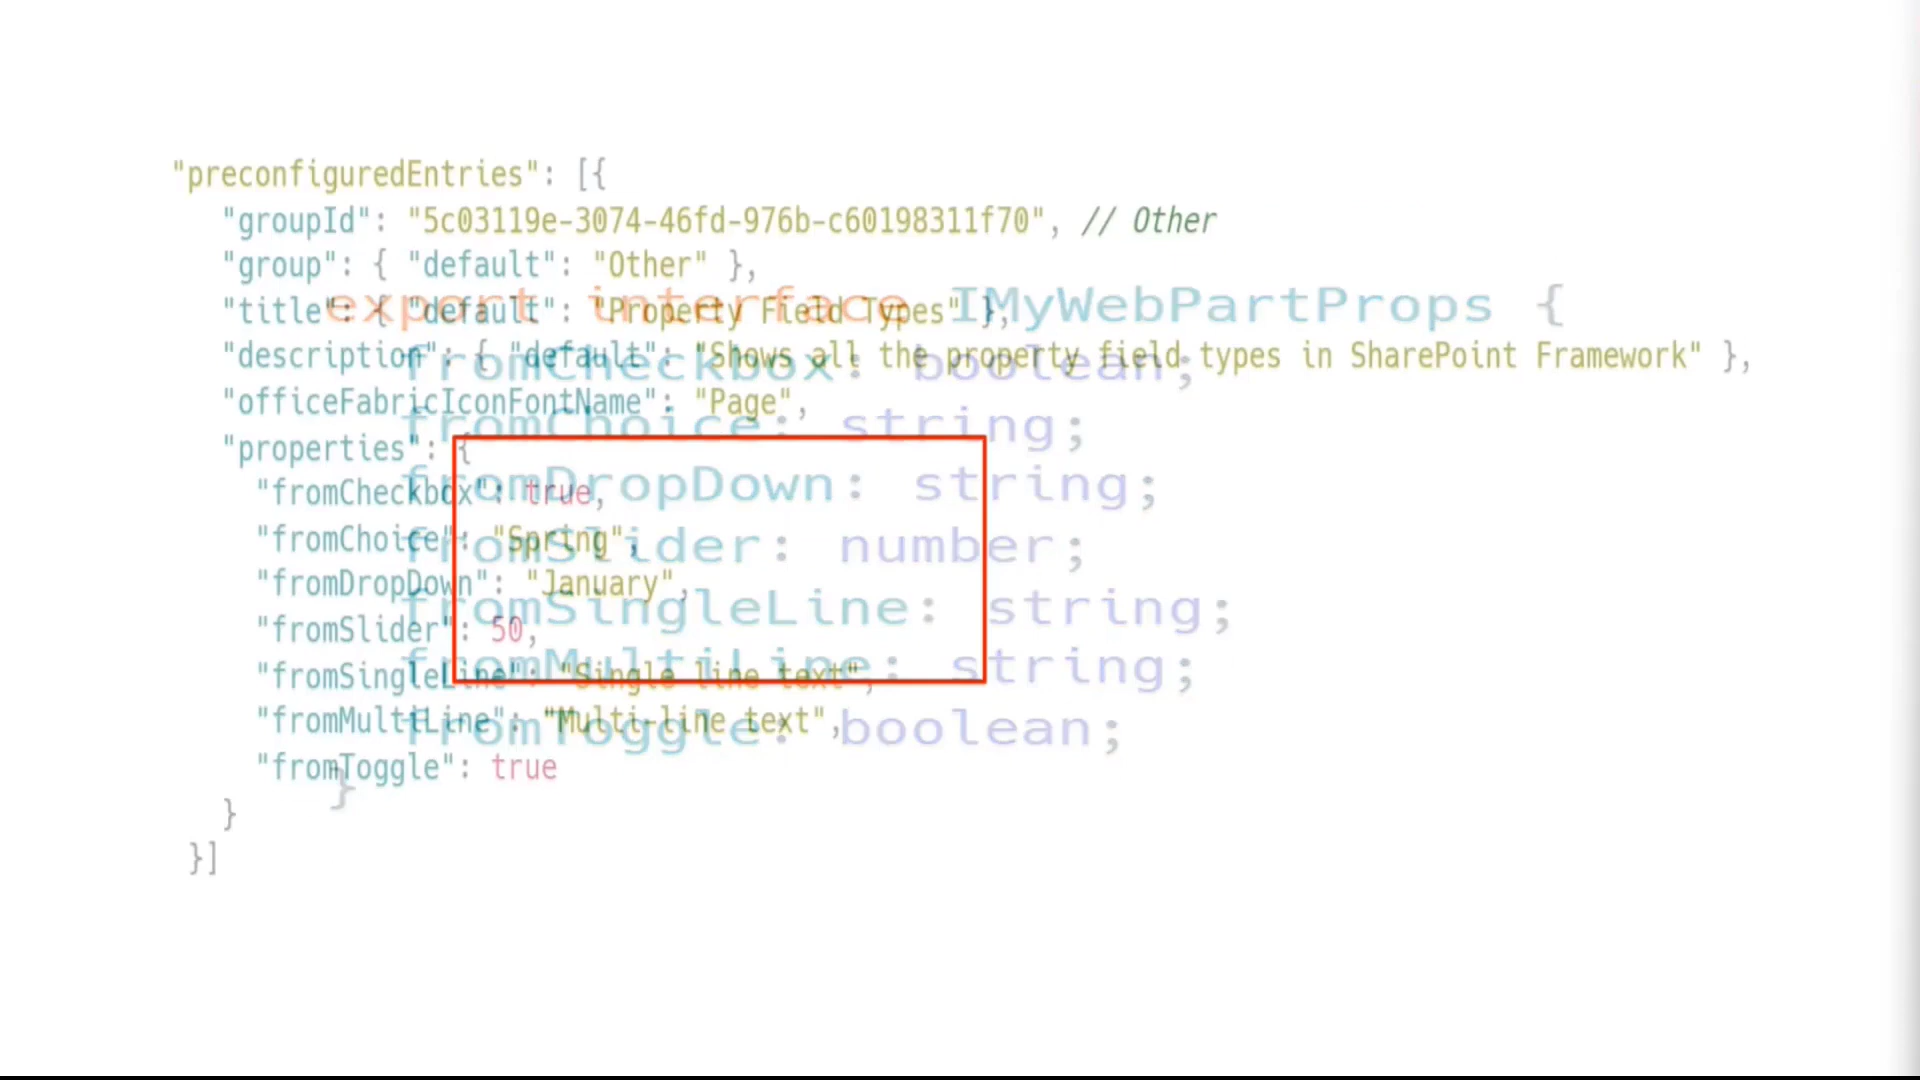 "preconfiguredEntries": [{
"groupId": "5c03119e-3074-46fd-976b-c60198311f70", // Other
"group": { "default": "Other" },
"title": { "default": "Property Field Types" },
"description": { "default": "Shows all the property field types in SharePoint Framework" },
"officeFabricIconFontName": "Page",
"properties": {
"fromCheckbox": true,
"fromChoice": "Spring",
"fromDropDown": "January",
"fromSlider": 50,
"fromSingleLine": "Single line text",
"fromMultiLine": "Multi-line text",
"fromToggle": true
}
}]
export interface IMyWebPartProps {
fromCheckbox: boolean;
fromChoice: string;
fromDropDown: string;
fromSlider: number;
fromSingleLine: string;
fromMultiLine: string;
fromToggle: boolean;
}